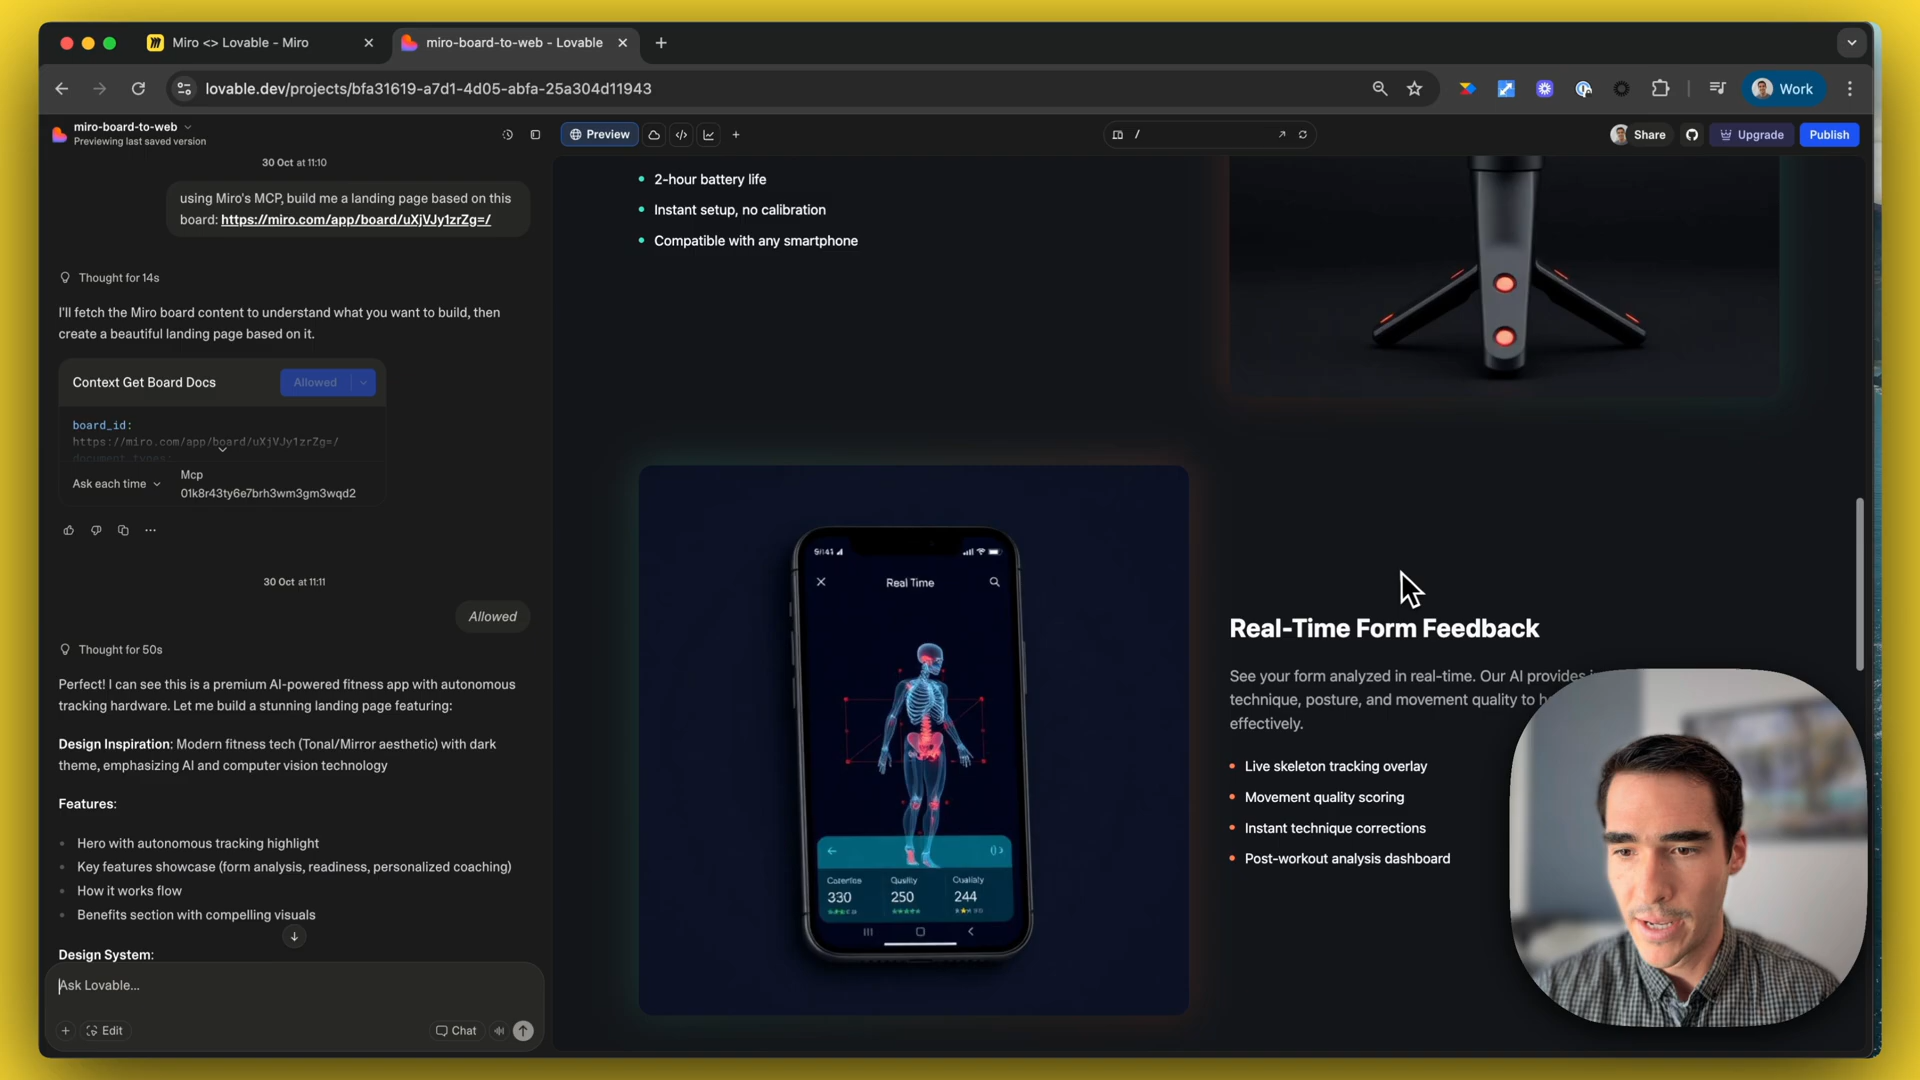 Miro <> Lovable - Miro
miro-board-to-web - Lovable
lovable.dev/projects/bfa31619-a7d1-4d05-abfa-25a304d11943
Work
miro-board-to-web
Previewing last saved version
Preview
/
Share
Upgrade
Publish
30 Oct at 11:10
using Miro's MCP, build me a landing page based on this
board: https://miro.com/app/board/uXjVJy1zrZg=/
Thought for 14s
I'll fetch the Miro board content to understand what you want to build, then
create a beautiful landing page based on it.
Context Get Board Docs
Allowed
board_id:
https://miro.com/app/board/uXjVJy1zrZg=/
document_types:
Ask each time
Mcp
01k8r43ty6e7brh3wm3gm3wqd2
30 Oct at 11:11
Allowed
Thought for 50s
Perfect! I can see this is a premium AI-powered fitness app with autonomous
tracking hardware. Let me build a stunning landing page featuring:
Design Inspiration: Modern fitness tech (Tonal/Mirror aesthetic) with dark
theme, emphasizing AI and computer vision technology
Features:
Hero with autonomous tracking highlight
Key features showcase (form analysis, readiness, personalized coaching)
How it works flow
Benefits section with compelling visuals
Design System:
Ask Lovable...
Edit
Chat
2-hour battery life
Instant setup, no calibration
Compatible with any smartphone
Real Time
Quality
330
250
244
Real-Time Form Feedback
See your form analyzed in real-time. Our AI provides
technique, posture, and movement quality to
effectively.
Live skeleton tracking overlay
Movement quality scoring
Instant technique corrections
Post-workout analysis dashboard